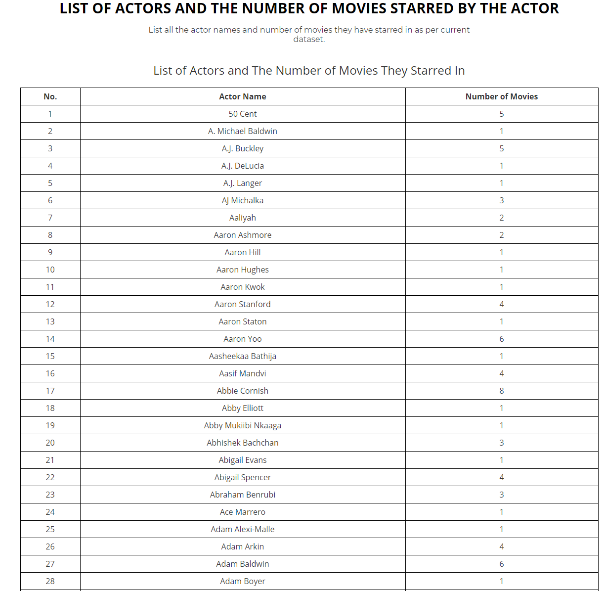 LIST OF ACTORS AND THE NUMBER OF MOVIES STARRED BY THE ACTOR
List all the actor names and number of movies they have starred in as per current
dataset.
List of Actors and The Number of Movies They Starred In
No. Actor Name Number of Movies
1 50 Cent 5
2 A. Michael Baldwin 1
3 A.J. Buckley 5
4 A.J. DeLucia 1
5 A.J. Langer 1
6 AJ Michalka 3
7 Aaliyah 2
8 Aaron Ashmore 2
9 Aaron Hill 1
10 Aaron Hughes 1
11 Aaron Kwok 1
12 Aaron Stanford 4
13 Aaron Staton 1
14 Aaron Yoo 6
15 Aasheekaa Bathija 1
16 Aasif Mandvi 4
17 Abbie Cornish 8
18 Abby Elliott 1
19 Abby Mukiibi Nkaaga 1
20 Abhishek Bachchan 3
21 Abigail Evans 1
22 Abigail Spencer 4
23 Abraham Benrubi 3
24 Ace Marrero 1
25 Adam Alexi-Malle 1
26 Adam Arkin 4
27 Adam Baldwin 6
28 Adam Boyer 1